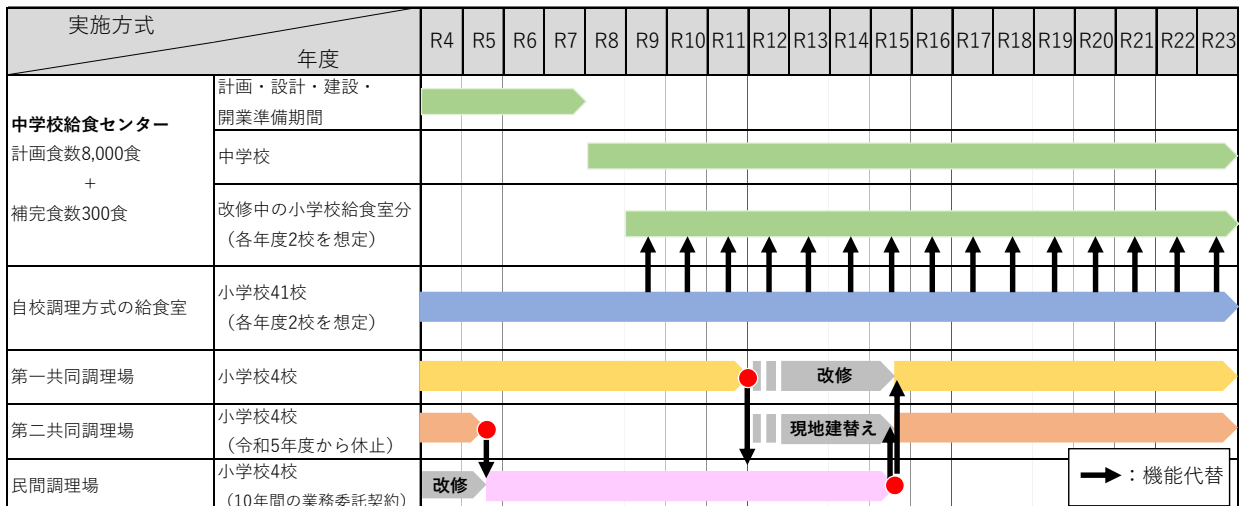 実施方式
年度
R4 R5 R6 R7 R8 R9 R10 R11 R12 R13 R14 R15 R16 R17 R18 R19 R20 R21 R22 R23
中学校給食センター
計画食数8,000食
+
補完食数300食
計画・設計・建設・
開業準備期間
中学校
改修中の小学校給食室分
(各年度2校を想定)
自校調理方式の給食室
小学校41校
(各年度2校を想定)
第一共同調理場
小学校4校
改修
第二共同調理場
小学校4校
(令和5年度から休止)
現地建替え
民間調理場
小学校4校
(10年間の業務委託契約)
改修
:機能代替